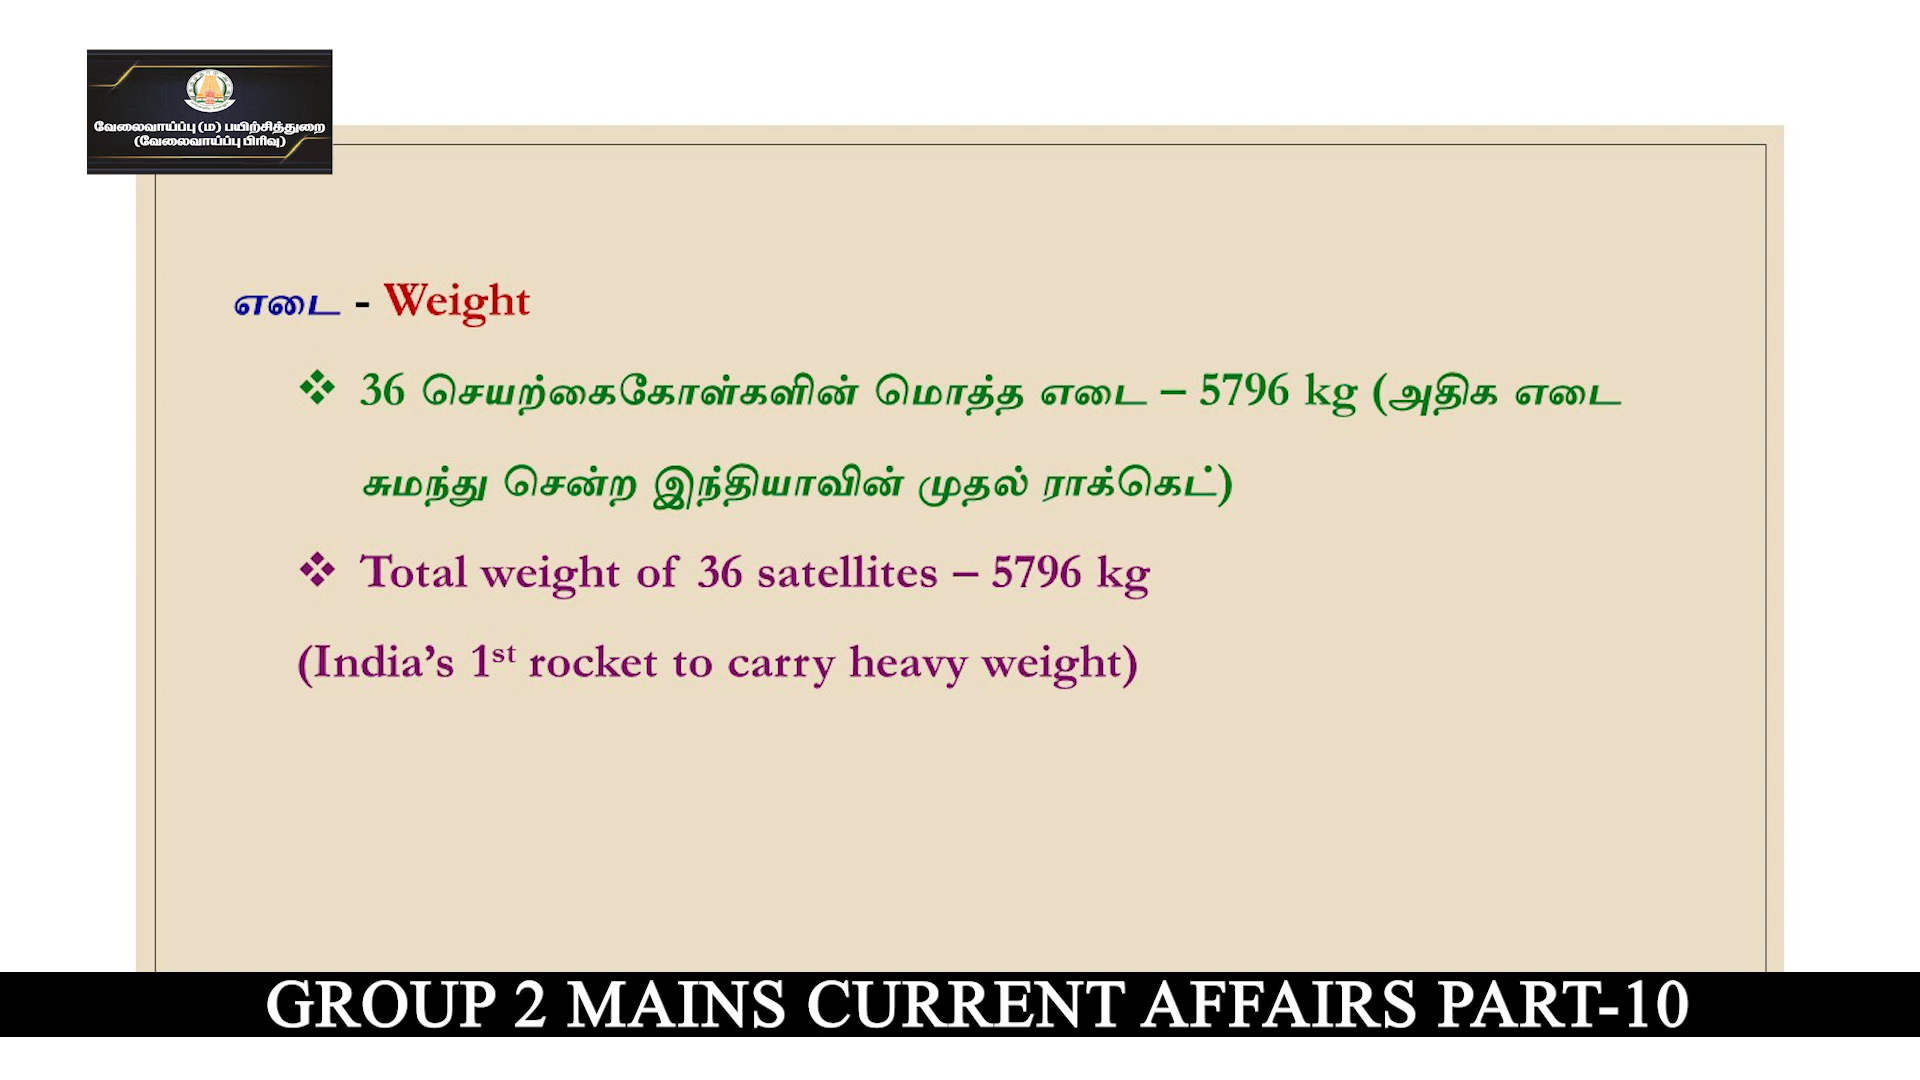 வேலைவாய்ப்பு (ம) பயிற்சித்துறை
(வேலைவாய்ப்பு பிரிவு)
எடை - Weight
❖ 36 செயற்கைகோள்களின் மொத்த எடை – 5796 kg (அதிக எடை
சுமந்து சென்ற இந்தியாவின் முதல் ராக்கெட்)
❖ Total weight of 36 satellites – 5796 kg
(India’s 1st rocket to carry heavy weight)
GROUP 2 MAINS CURRENT AFFAIRS PART-10